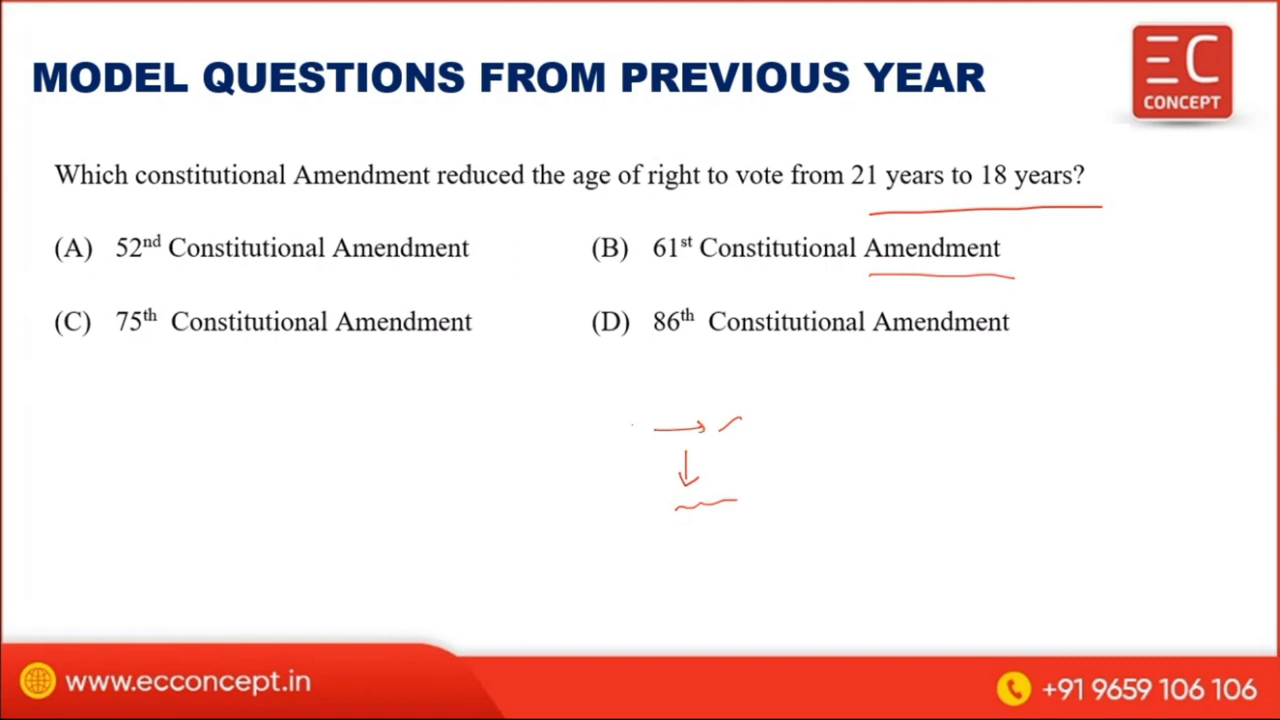 MODEL QUESTIONS FROM PREVIOUS YEAR
EC
CONCEPT
Which constitutional Amendment reduced the age of right to vote from 21 years to 18 years?
(A) 52nd Constitutional Amendment
(B) 61st Constitutional Amendment
(C) 75th Constitutional Amendment
(D) 86th Constitutional Amendment
www.ecconcept.in
+91 9659 106 106